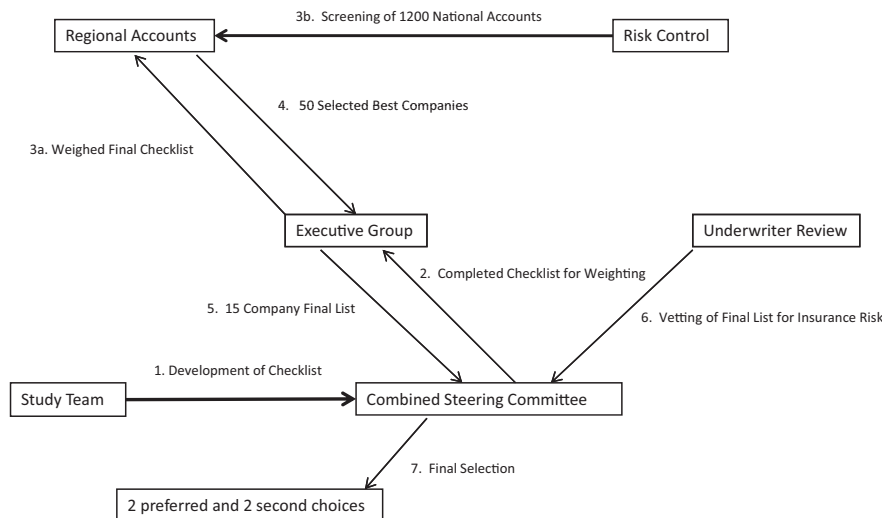 3b. Screening of 1200 National Accounts
Regional Accounts
Risk Control
4. 50 Selected Best Companies
3a. Weighed Final Checklist
Executive Group
Underwriter Review
2. Completed Checklist for Weighting
5. 15 Company Final List
6. Vetting of Final List for Insurance Risk
1. Development of Checklist
Study Team
Combined Steering Committee
7. Final Selection
2 preferred and 2 second choices